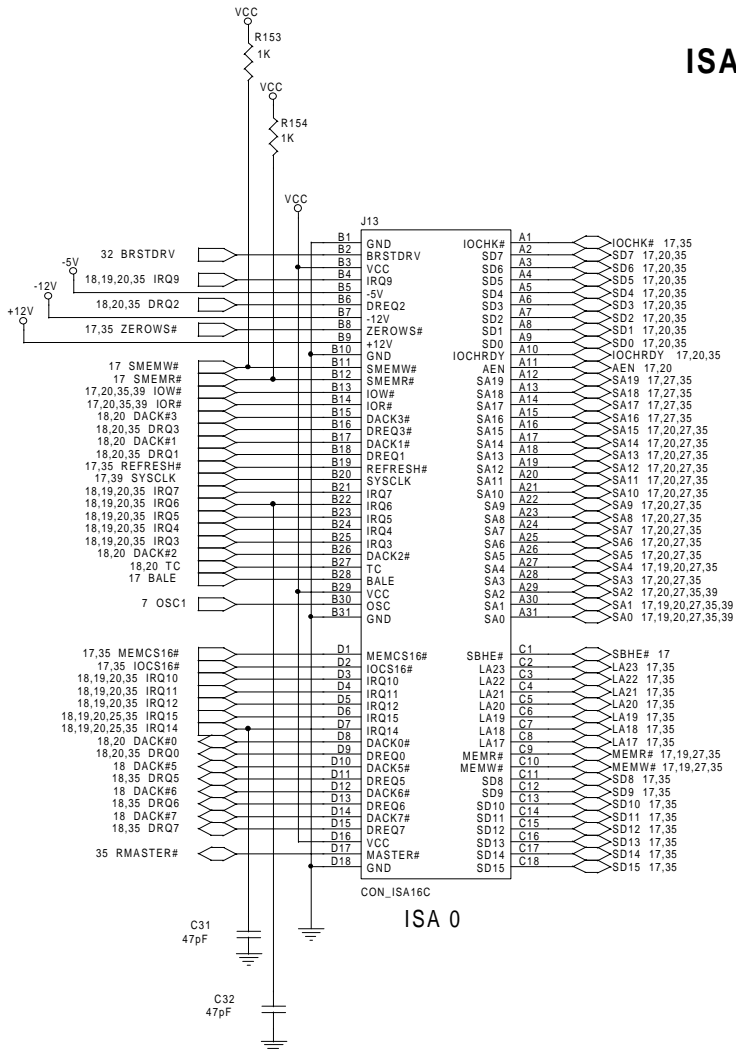 VCC
R153
1K
ISA
VCC
R154
1K
VCC
J13
32 BRSTDRV
-5V
18,19,20,35 IRQ9
-12V
18,20,35 DRQ2
+12V
17,35 ZEROWS#
17 SMEMW#
17 SMEMR#
17,20,35,39 IOW#
17,20,35,39 IOR#
18,20 DACK#3
18,20,35 DRQ3
18,20 DACK#1
18,20,35 DRQ1
17,35 REFRESH#
17,39 SYSCLK
18,19,20,35 IRQ7
18,19,20,35 IRQ6
18,19,20,35 IRQ5
18,19,20,35 IRQ4
18,19,20,35 IRQ3
18,20 DACK#2
18,20 TC
17 BALE
7 OSC1
B1 GND IOCHK# A1 IOCHK# 17,35
B2 BRSTDRV SD7 A2 SD7 17,20,35
B3 VCC SD6 A3 SD6 17,20,35
B4 IRQ9 SD5 A4 SD5 17,20,35
B5 -5V SD4 A5 SD4 17,20,35
B6 DREQ2 SD3 A6 SD3 17,20,35
B7 -12V SD2 A7 SD2 17,20,35
B8 ZEROWS# SD1 A8 SD1 17,20,35
B9 +12V SD0 A9 SD0 17,20,35
B10 GND IOCHRDY A10 IOCHRDY 17,20,35
B11 SMEMW# AEN A11 AEN 17,20
B12 SMEMR# SA19 A12 SA19 17,27,35
B13 IOW# SA18 A13 SA18 17,27,35
B14 IOR# SA17 A14 SA17 17,27,35
B15 DACK3# SA16 A15 SA16 17,27,35
B16 DREQ3# SA15 A16 SA15 17,20,27,35
B17 DACK1# SA14 A17 SA14 17,20,27,35
B18 DREQ1 SA13 A18 SA13 17,20,27,35
B19 REFRESH# SA12 A19 SA12 17,20,27,35
B20 SYSCLK SA11 A20 SA11 17,20,27,35
B21 IRQ7 SA10 A21 SA10 17,20,27,35
B22 IRQ6 SA9 A22 SA9 17,20,27,35
B23 IRQ5 SA8 A23 SA8 17,20,27,35
B24 IRQ4 SA7 A24 SA7 17,20,27,35
B25 IRQ3 SA6 A25 SA6 17,20,27,35
B26 DACK2# SA5 A26 SA5 17,20,27,35
B27 TC SA4 A27 SA4 17,19,20,27,35
B28 BALE SA3 A28 SA3 17,20,27,35
B29 VCC SA2 A29 SA2 17,20,27,35,39
B30 OSC SA1 A30 SA1 17,19,20,27,35,39
B31 GND SA0 A31 SA0 17,19,20,27,35,39
17,35 MEMCS16# D1 MEMCS16# SBHE# C1 SBHE# 17
17,35 IOCS16# D2 IOCS16# LA23 C2 LA23 17,35
18,19,20,35 IRQ10 D3 IRQ10 LA22 C3 LA22 17,35
18,19,20,35 IRQ11 D4 IRQ11 LA21 C4 LA21 17,35
18,19,20,35 IRQ12 D5 IRQ12 LA20 C5 LA20 17,35
18,19,20,25,35 IRQ15 D6 IRQ15 LA19 C6 LA19 17,35
18,19,20,25,35 IRQ14 D7 IRQ14 LA18 C7 LA18 17,35
18,20 DACK#0 D8 DACK0# LA17 C8 LA17 17,35
18,20,35 DRQ0 D9 DREQ0 MEMR# C9 MEMR# 17,19,27,35
18 DACK#5 D10 DACK5# MEMW# C10 MEMW# 17,19,27,35
18,35 DRQ5 D11 DREQ5 SD8 C11 SD8 17,35
18 DACK#6 D12 DACK6# SD9 C12 SD9 17,35
18,35 DRQ6 D13 DREQ6 SD10 C13 SD10 17,35
18 DACK#7 D14 DACK7# SD11 C14 SD11 17,35
18,35 DRQ7 D15 DREQ7 SD12 C15 SD12 17,35
D16 VCC SD13 C16 SD13 17,35
35 RMASTER# D17 MASTER# SD14 C17 SD14 17,35
D18 GND SD15 C18 SD15 17,35
CON_ISA16C
ISA 0
C31
47pF
C32
47pF